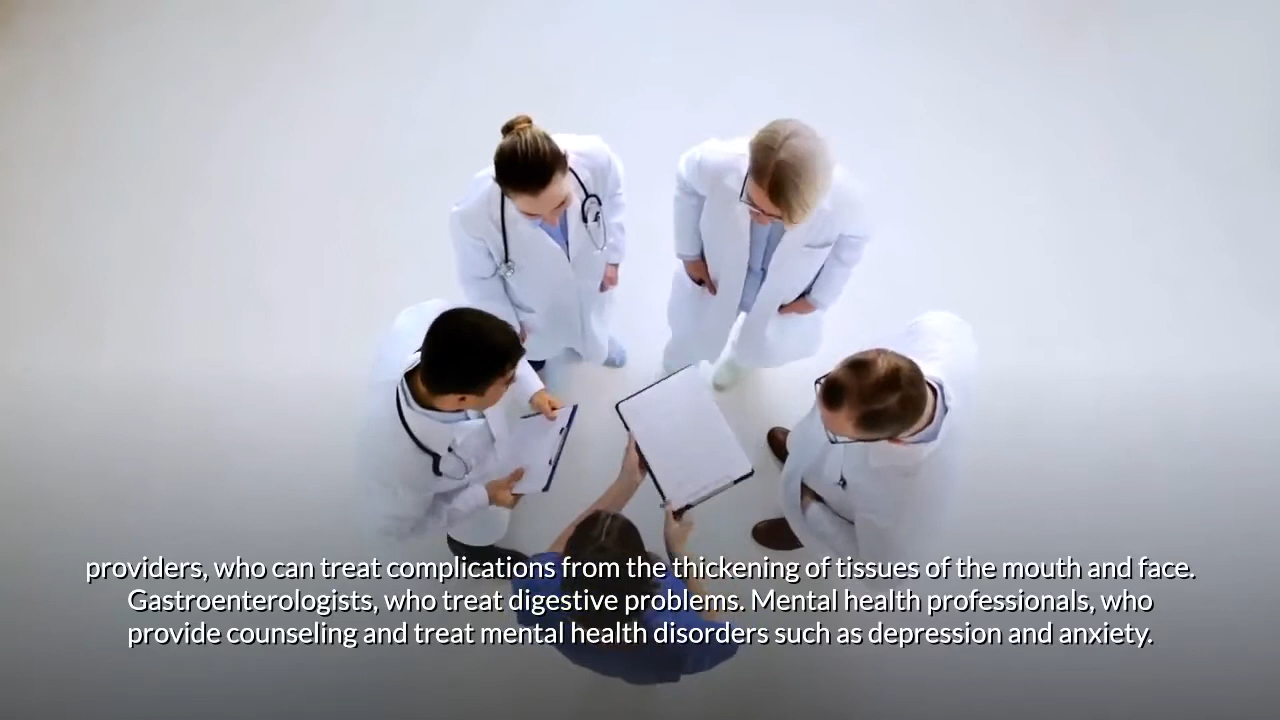 providers, who can treat complications from the thickening of tissues of the mouth and face.
Gastroenterologists, who treat digestive problems. Mental health professionals, who
provide counseling and treat mental health disorders such as depression and anxiety.